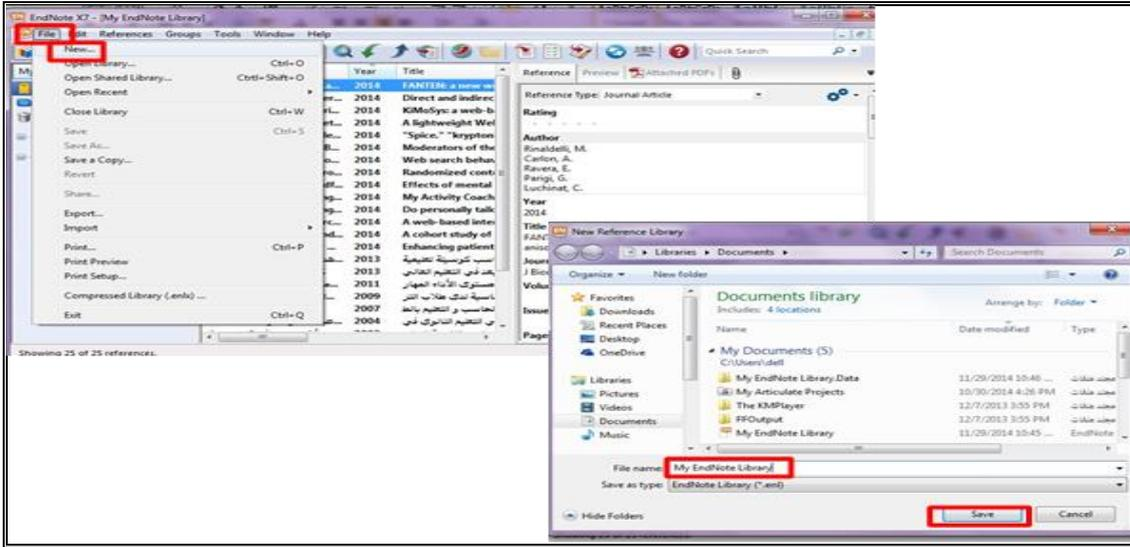 EndNote X7 - [My EndNote Library]
File Edit References Groups Tools Window Help
New...
Open Library... Ctrl+O
Open Shared Library... Ctrl+Shift+O
Open Recent
Close Library Ctrl+W
Save Ctrl+S
Save As...
Save a Copy...
Revert
Share...
Export...
Import
Print... Ctrl+P
Print Preview
Print Setup...
Compressed Library (.enlx) ...
Exit Ctrl+Q
Quick Search
Year Title
2014 FANTEN: a new
2014 Direct and indirec
2014 KiMoSys: a web-b
2014 A lightweight Wel
2014 "Spice," "krypton
2014 Moderators of the
2014 Web search behav
2014 Randomized conti
2014 Effects of mental
2014 My Activity Coach
2014 Do personally tailo
2014 A web-based inter
2014 A cohort study of
2014 Enhancing patient
2013
2013
2011
2009
2007
2004
Showing 25 of 25 references.
Reference Preview Attached PDFs
Reference Type: Journal Article
Rating
Author
Rinaldelli, M.
Carlon, A.
Ravera, E.
Parigi, G.
Luchinat, C.
Year
2014
Title
Issue
New Reference Library
Libraries Documents
Search Documents
Organize New folder
Favorites
Downloads
Recent Places
Desktop
OneDrive
Libraries
Pictures
Videos
Documents
Music
Documents library
Includes: 4 locations
Arrange by: Folder
Name Date modified Type
My Documents (5)
C:\Users\dell
My EndNote Library.Data 11/29/2014 10:46 ...
My Articulate Projects 10/30/2014 4:26 PM
The KMPlayer 12/7/2013 3:55 PM
FFOutput 12/7/2013 3:55 PM
My EndNote Library 11/29/2014 10:45 ... EndNote
File name: My EndNote Library
Save as type: EndNote Library (*.enl)
Hide Folders
Save Cancel